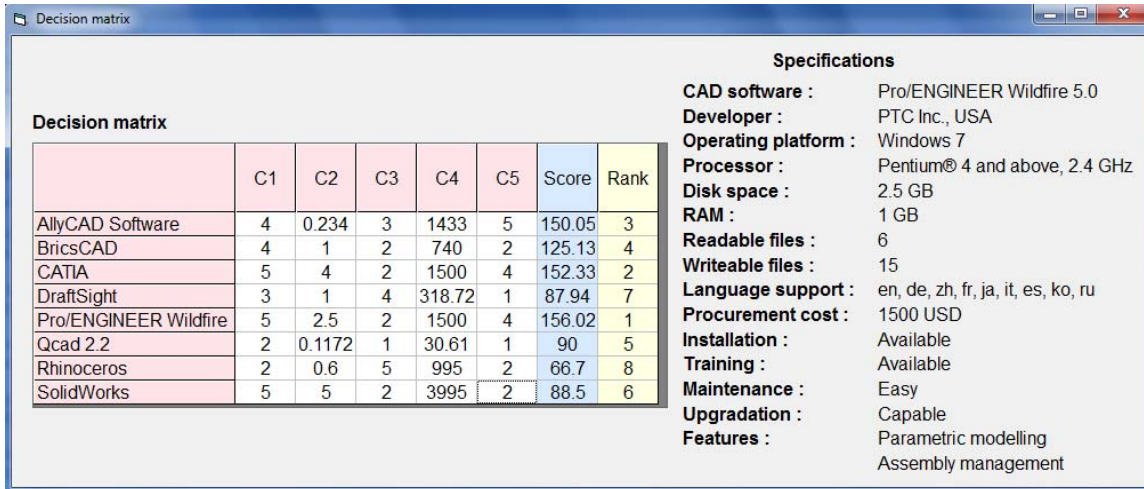 Decision matrix
Decision matrix
C1 C2 C3 C4 C5 Score Rank
AllyCAD Software 4 0.234 3 1433 5 150.05 3
BricsCAD 4 1 2 740 2 125.13 4
CATIA 5 4 2 1500 4 152.33 2
DraftSight 3 1 4 318.72 1 87.94 7
Pro/ENGINEER Wildfire 5 2.5 2 1500 4 156.02 1
Qcad 2.2 2 0.1172 1 30.61 1 90 5
Rhinoceros 2 0.6 5 995 2 66.7 8
SolidWorks 5 5 2 3995 2 88.5 6
Specifications
CAD software : Pro/ENGINEER Wildfire 5.0
Developer : PTC Inc., USA
Operating platform : Windows 7
Processor : Pentium® 4 and above, 2.4 GHz
Disk space : 2.5 GB
RAM : 1 GB
Readable files : 6
Writeable files : 15
Language support : en, de, zh, fr, ja, it, es, ko, ru
Procurement cost : 1500 USD
Installation : Available
Training : Available
Maintenance : Easy
Upgradation : Capable
Features : Parametric modelling
Assembly management